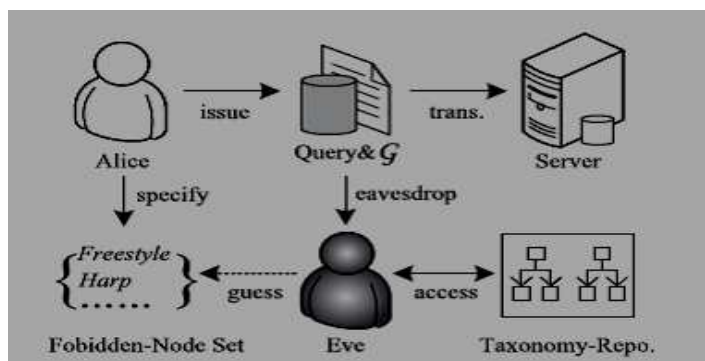 issue
trans.
Alice
Query& G
Server
specify
eavesdrop
{ Freestyle
Harp
...... }
guess
access
Fobidden-Node Set
Eve
Taxonomy-Repo.